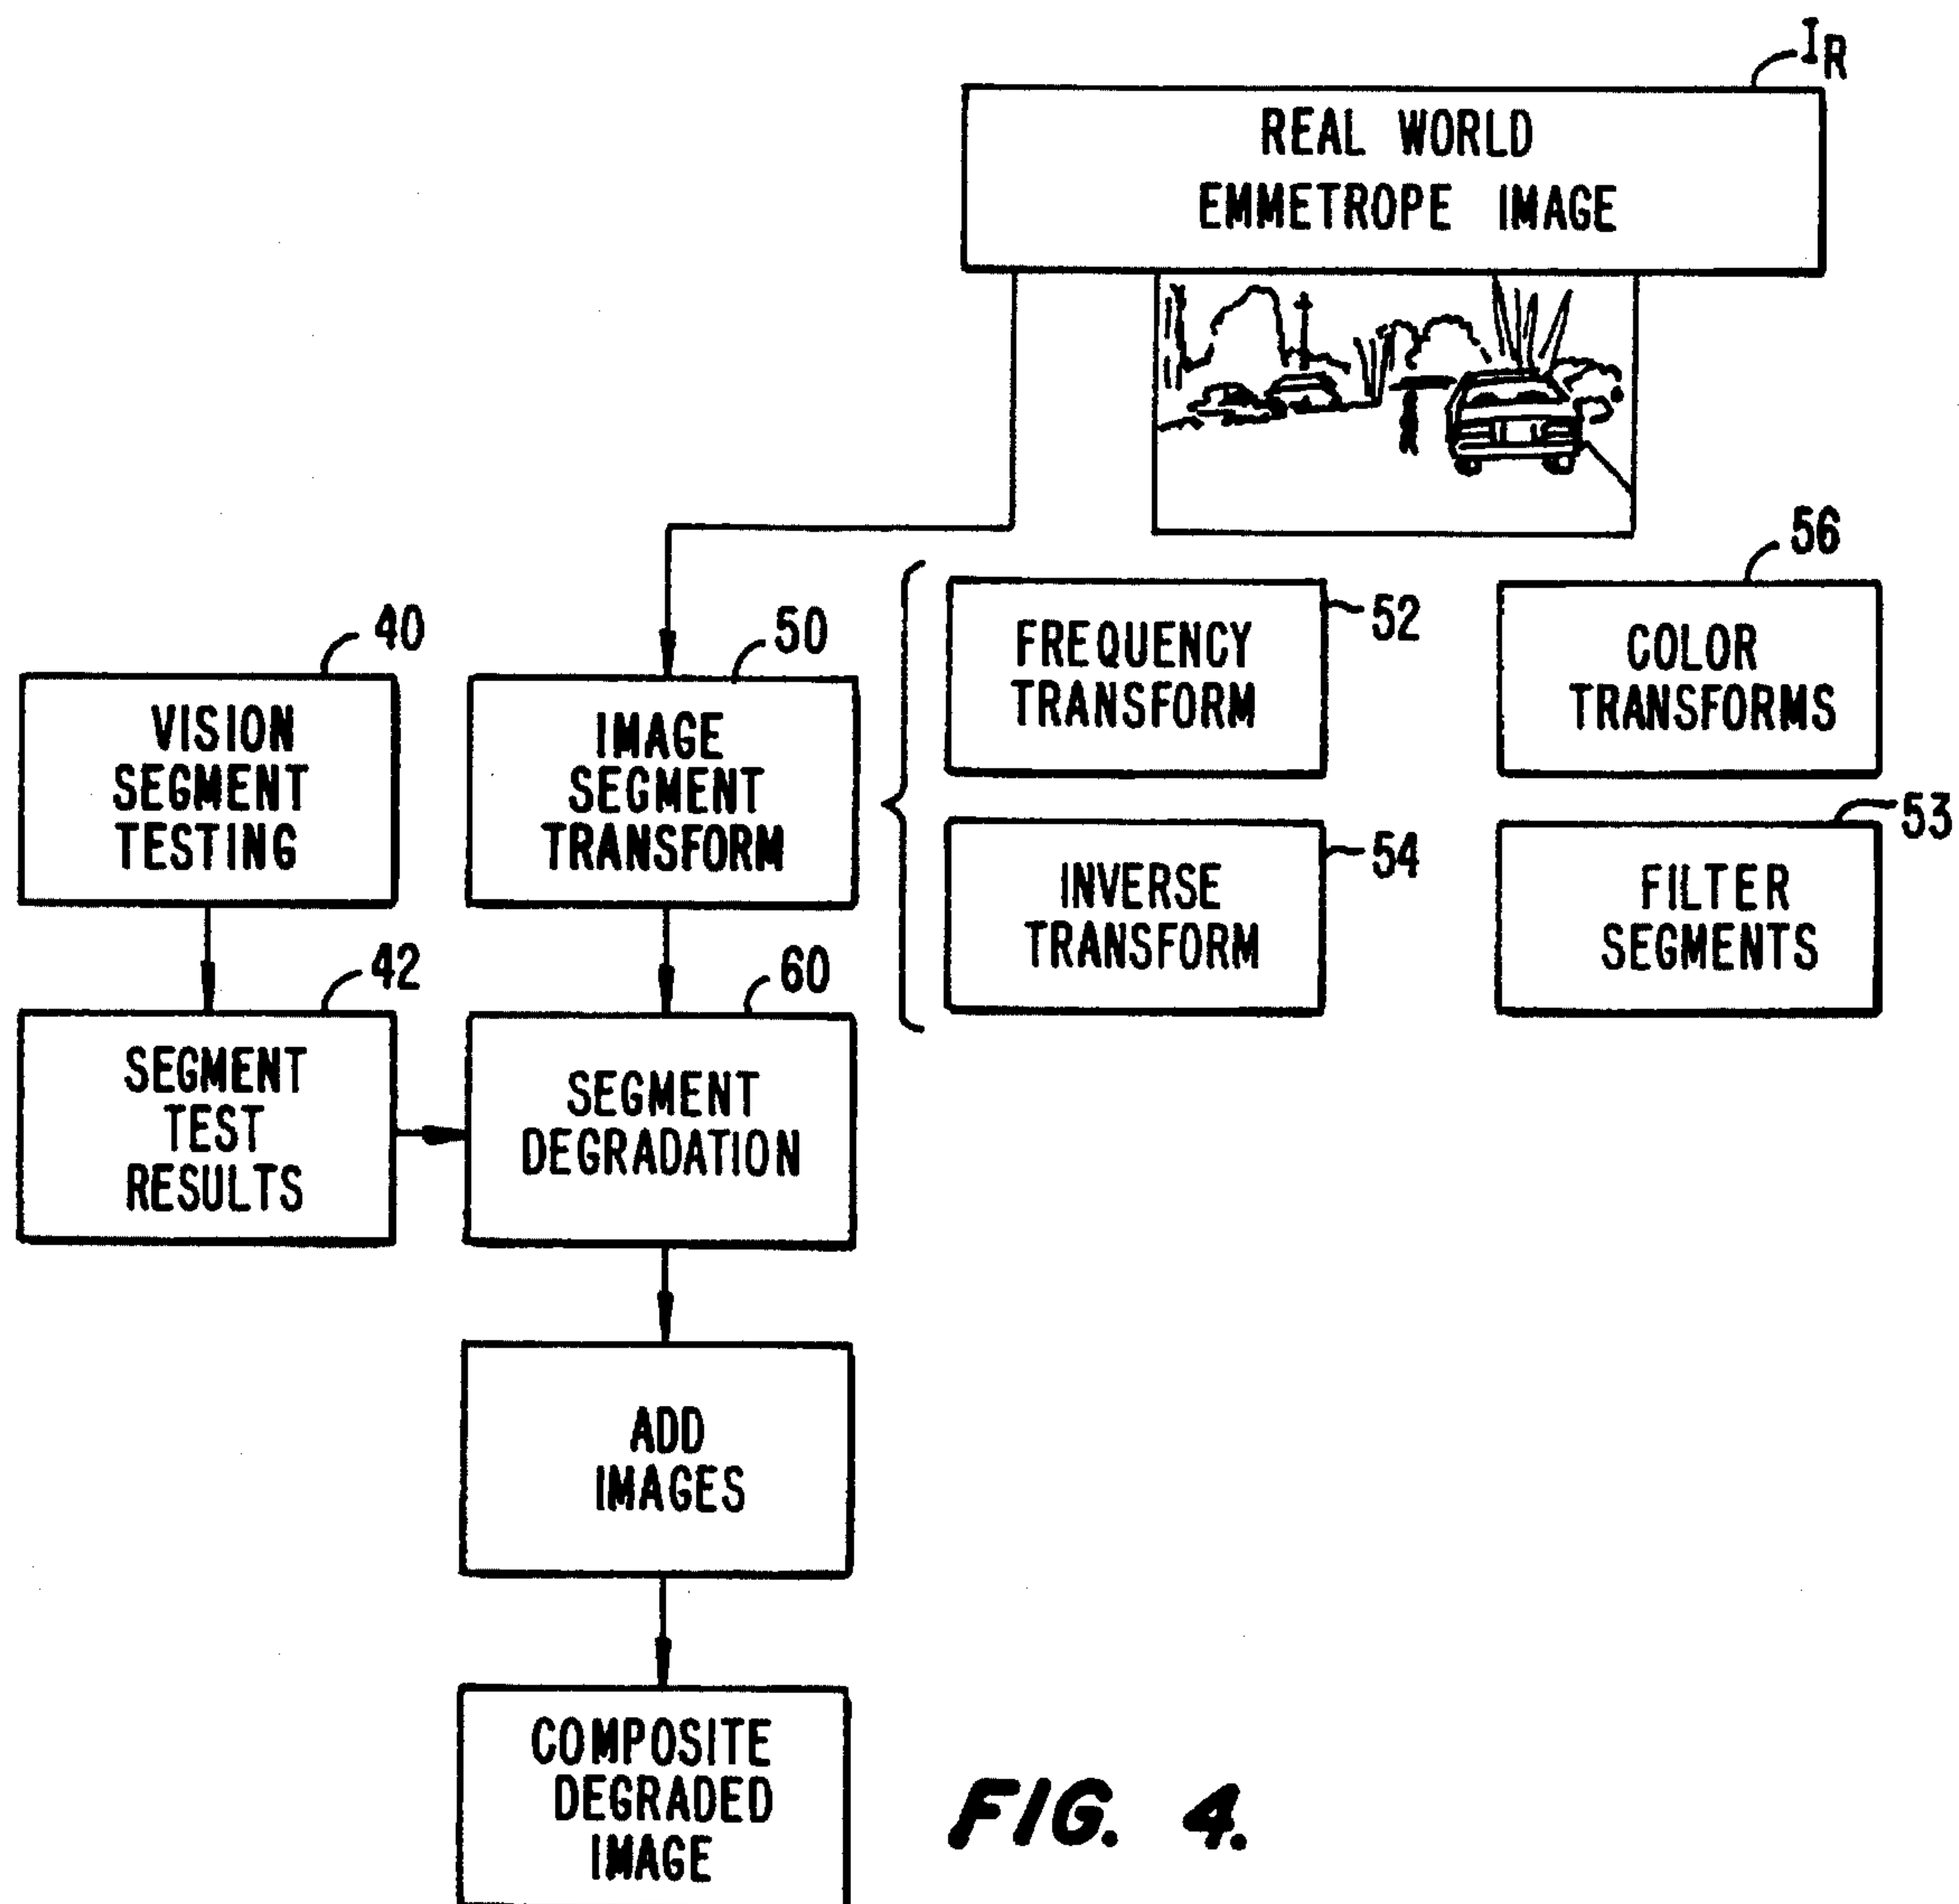 I_R
REAL WORLD
EMMETROPE IMAGE
56
52
FREQUENCY
TRANSFORM
COLOR
TRANSFORMS
40
50
VISION
SEGMENT
TESTING
IMAGE
SEGMENT
TRANSFORM
53
54
INVERSE
TRANSFORM
FILTER
SEGMENTS
42
60
SEGMENT
TEST
RESULTS
SEGMENT
DEGRADATION
ADD
IMAGES
COMPOSITE
DEGRADED
IMAGE
FIG. 4.